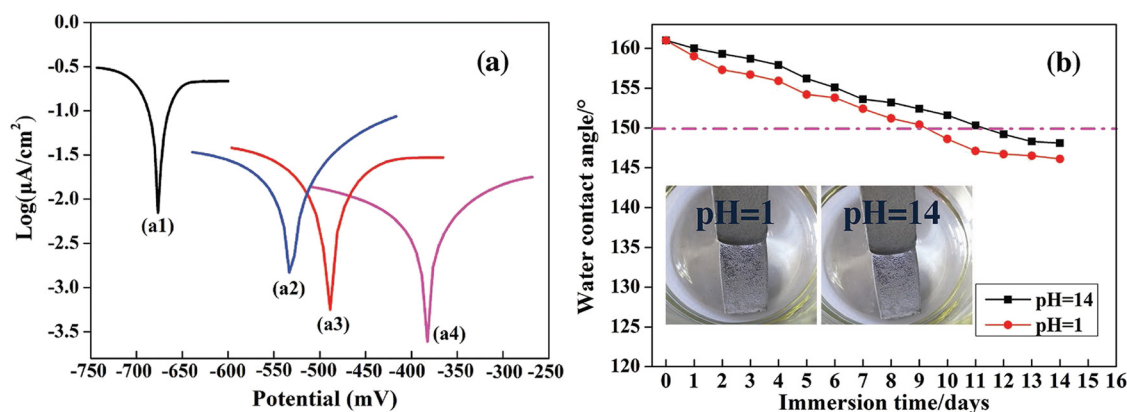 (a)
Log(μA/cm²)
0.0
-0.5
-1.0
-1.5
-2.0
-2.5
-3.0
-3.5
(a1)
(a2)
(a3)
(a4)
-750 -700 -650 -600 -550 -500 -450 -400 -350 -300 -250
Potential (mV)
(b)
Water contact angle/°
160
155
150
145
140
135
130
125
120
pH=1
pH=14
pH=14
pH=1
0 1 2 3 4 5 6 7 8 9 10 11 12 13 14 15 16
Immersion time/days